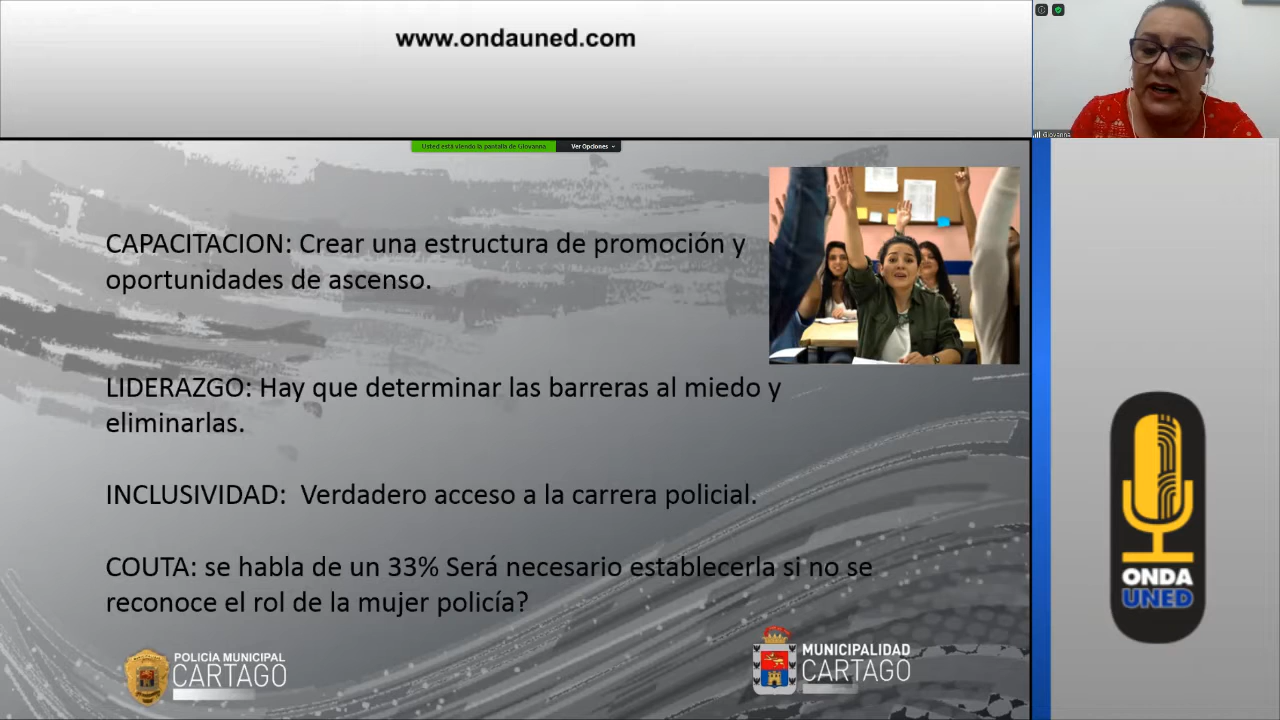 www.ondauned.com
Giovanna
Usted está viendo la pantalla de Giovanna
Ver Opciones
CAPACITACION: Crear una estructura de promoción y
oportunidades de ascenso.
LIDERAZGO: Hay que determinar las barreras al miedo y
eliminarlas.
INCLUSIVIDAD: Verdadero acceso a la carrera policial.
COUTA: se habla de un 33% Será necesario establecerla si no se
reconoce el rol de la mujer policía?
POLICÍA MUNICIPAL
CARTAGO
MUNICIPALIDAD
CARTAGO
ONDA
UNED